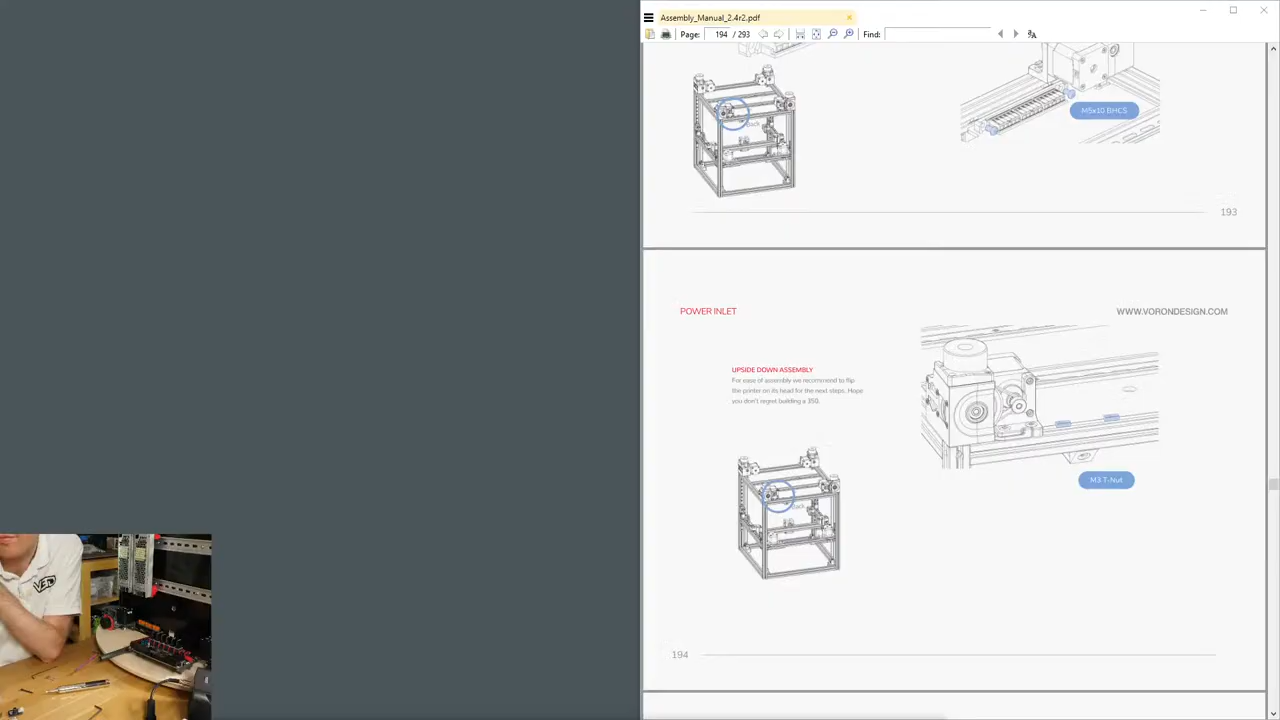 Assembly_Manual_2.4r2.pdf
Page: 194 / 293
Find:
M5x10 BHCS
Back
193
POWER INLET
WWW.VORONDESIGN.COM
UPSIDE DOWN ASSEMBLY
For ease of assembly we recommend to flip
the printer on its head for the next steps. Hope
you don't regret building a 350.
M3 T-Nut
Back
194